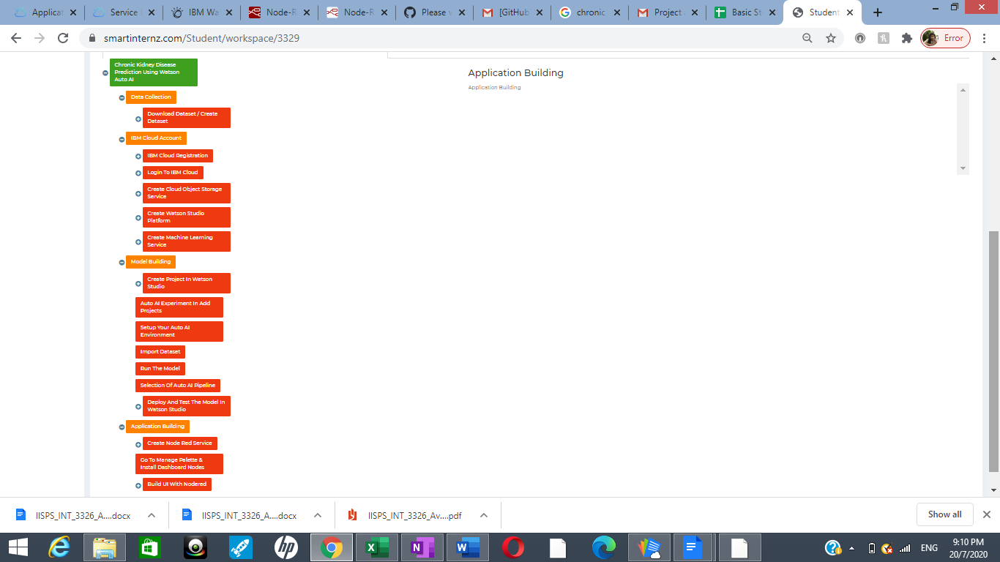 Applicat
Service
IBM Wa
Node-R
Node-R
Please
[GitHub
chronic
Project
Basic St
Student
smartinternz.com/Student/workspace/3329
Error
Chronic Kidney Disease
Prediction Using Watson
Auto AI
Data Collection
Download Dataset / Create
Dataset
IBM Cloud Account
IBM Cloud Registration
Login To IBM Cloud
Create Cloud Object Storage
Service
Create Watson Studio
Platform
Create Machine Learning
Service
Model Building
Create Project In Watson
Studio
Auto AI Experiment In Add
Projects
Setup Your Auto AI
Environment
Import Dataset
Run The Model
Selection Of Auto AI Pipeline
Deploy And Test The Model In
Watson Studio
Application Building
Create Node Red Service
Go To Manage Palette &
Install Dashboard Nodes
Build UI With Nodered
Application Building
Application Building
IISPS_INT_3326_A....docx
IISPS_INT_3326_A....docx
IISPS_INT_3326_Av....pdf
Show all
ENG
9:10 PM
20/7/2020